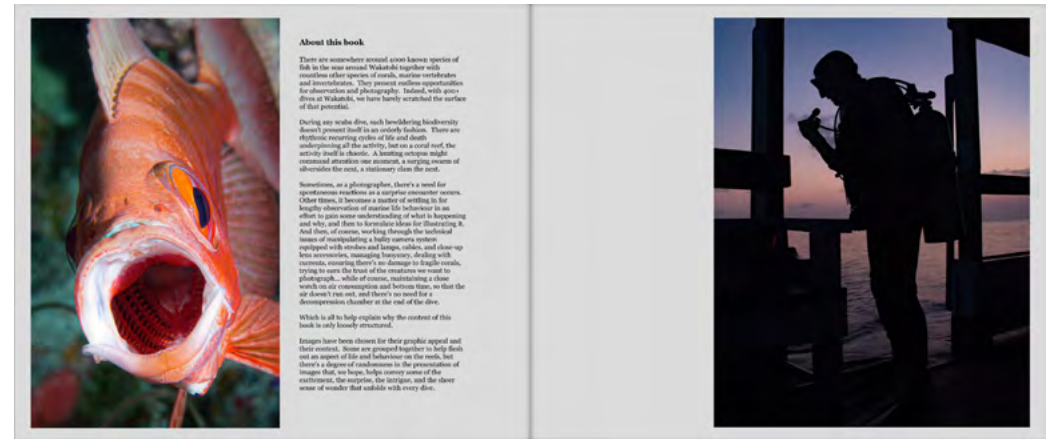 About this book
There are somewhere around 4000 known species of
fish in the seas around Wakatobi together with
countless other species of corals, marine vertebrates
and invertebrates. They present endless opportunities
for observation and photography. Indeed, with 400+
dives at Wakatobi, we have barely scratched the surface
of that potential.
During any scuba dive, such bewildering biodiversity
doesn't present itself in an orderly fashion. There are
rhythmic recurring cycles of life and death
underpinning all the activity, but on a coral reef, the
activity itself is chaotic. A hunting octopus might
command attention one moment, a surging swarm of
silversides the next, a stationary clam the next.
Sometimes, as a photographer, there's a need for
spontaneous reactions as a surprise encounter occurs.
Other times, it becomes a matter of settling in for
lengthy observation of marine life behaviour in an
effort to gain some understanding of what is happening
and why, and then to formulate ideas for illustrating it.
And then, of course, working through the technical
issues of manipulating a bulky camera system
equipped with strobes and lamps, cables, and close-up
lens accessories, managing buoyancy, dealing with
currents, ensuring there's no damage to fragile corals,
trying to earn the trust of the creatures we want to
photograph... while of course, maintaining a close
watch on air consumption and bottom time, so that the
air doesn't run out, and there's no need for a
decompression chamber at the end of the dive.
Which is all to help explain why the content of this
book is only loosely structured.
Images have been chosen for their graphic appeal and
their content. Some are grouped together to help flesh
out an aspect of life and behaviour on the reefs, but
there's a degree of randomness in the presentation of
images that, we hope, helps convey some of the
excitement, the surprise, the intrigue, and the sheer
sense of wonder that unfolds with every dive.